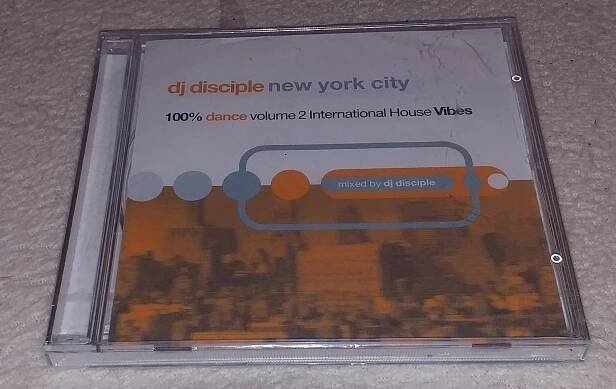 dj disciple new york city
100% dance volume 2 International House Vibes
mixed by dj disciple